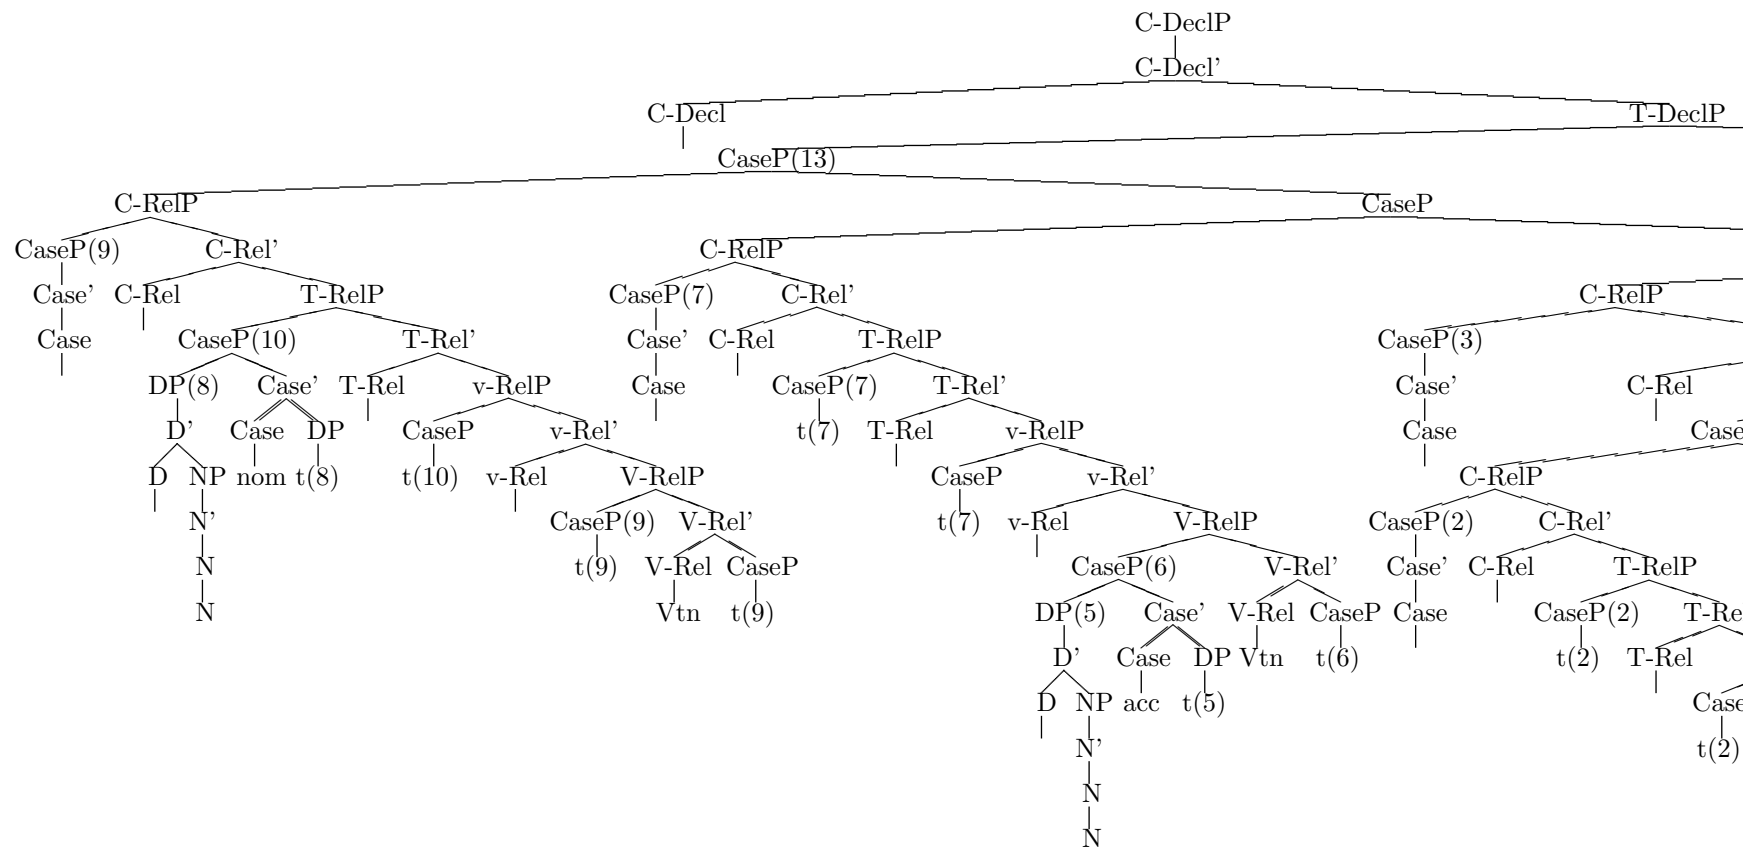 C-DeclP
C-Decl'
C-Decl T-DeclP
CaseP(13)
C-RelP CaseP
CaseP(9) C-Rel' C-RelP
Case' C-Rel T-RelP CaseP(7) C-Rel' C-RelP
Case CaseP(10) T-Rel' Case' C-Rel T-RelP CaseP(3)
DP(8) Case' T-Rel v-RelP Case CaseP(7) T-Rel' Case' C-Rel
D' Case DP CaseP v-Rel' t(7) T-Rel v-RelP Case Case
D NP nom t(8) t(10) v-Rel V-RelP CaseP v-Rel' C-RelP
N' CaseP(9) V-Rel' t(7) v-Rel V-RelP CaseP(2) C-Rel'
N t(9) V-Rel CaseP CaseP(6) V-Rel' Case' C-Rel T-RelP
N Vtn t(9) DP(5) Case' V-Rel CaseP Case CaseP(2) T-Re
D' Case DP Vtn t(6) t(2) T-Rel
D NP acc t(5) Case
N' t(2)
N
N